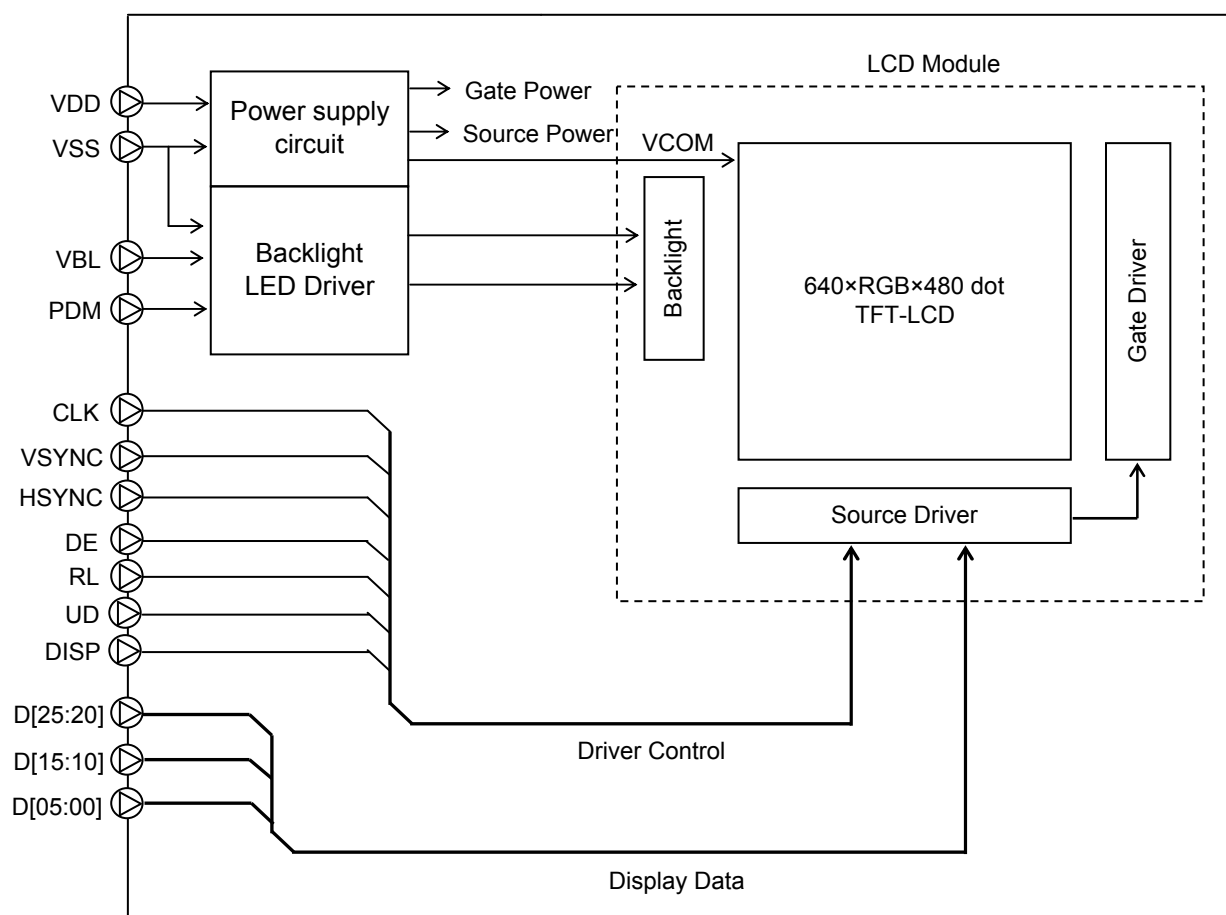 LCD Module
VDD
VSS
VBL
PDM
Power supply
circuit
Gate Power
Source Power
VCOM
Backlight
LED Driver
Backlight
640×RGB×480 dot
TFT-LCD
Gate Driver
Source Driver
CLK
VSYNC
HSYNC
DE
RL
UD
DISP
D[25:20]
D[15:10]
D[05:00]
Driver Control
Display Data